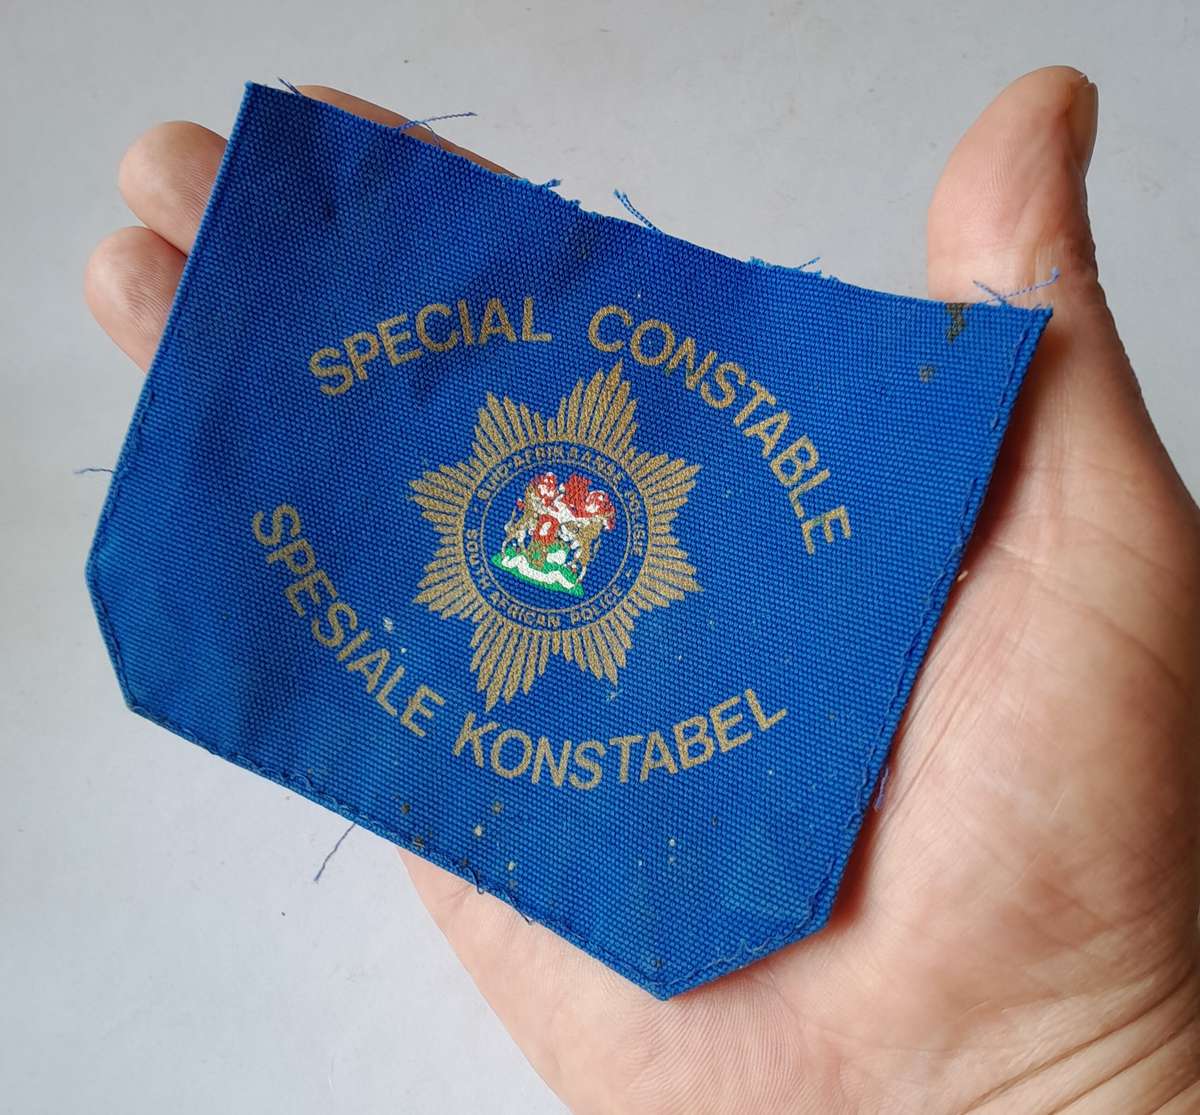 SPECIAL CONSTABLE
SUID-AFRIKAANSE POLISIE
SOUTH AFRICAN POLICE
SPESIALE KONSTABEL